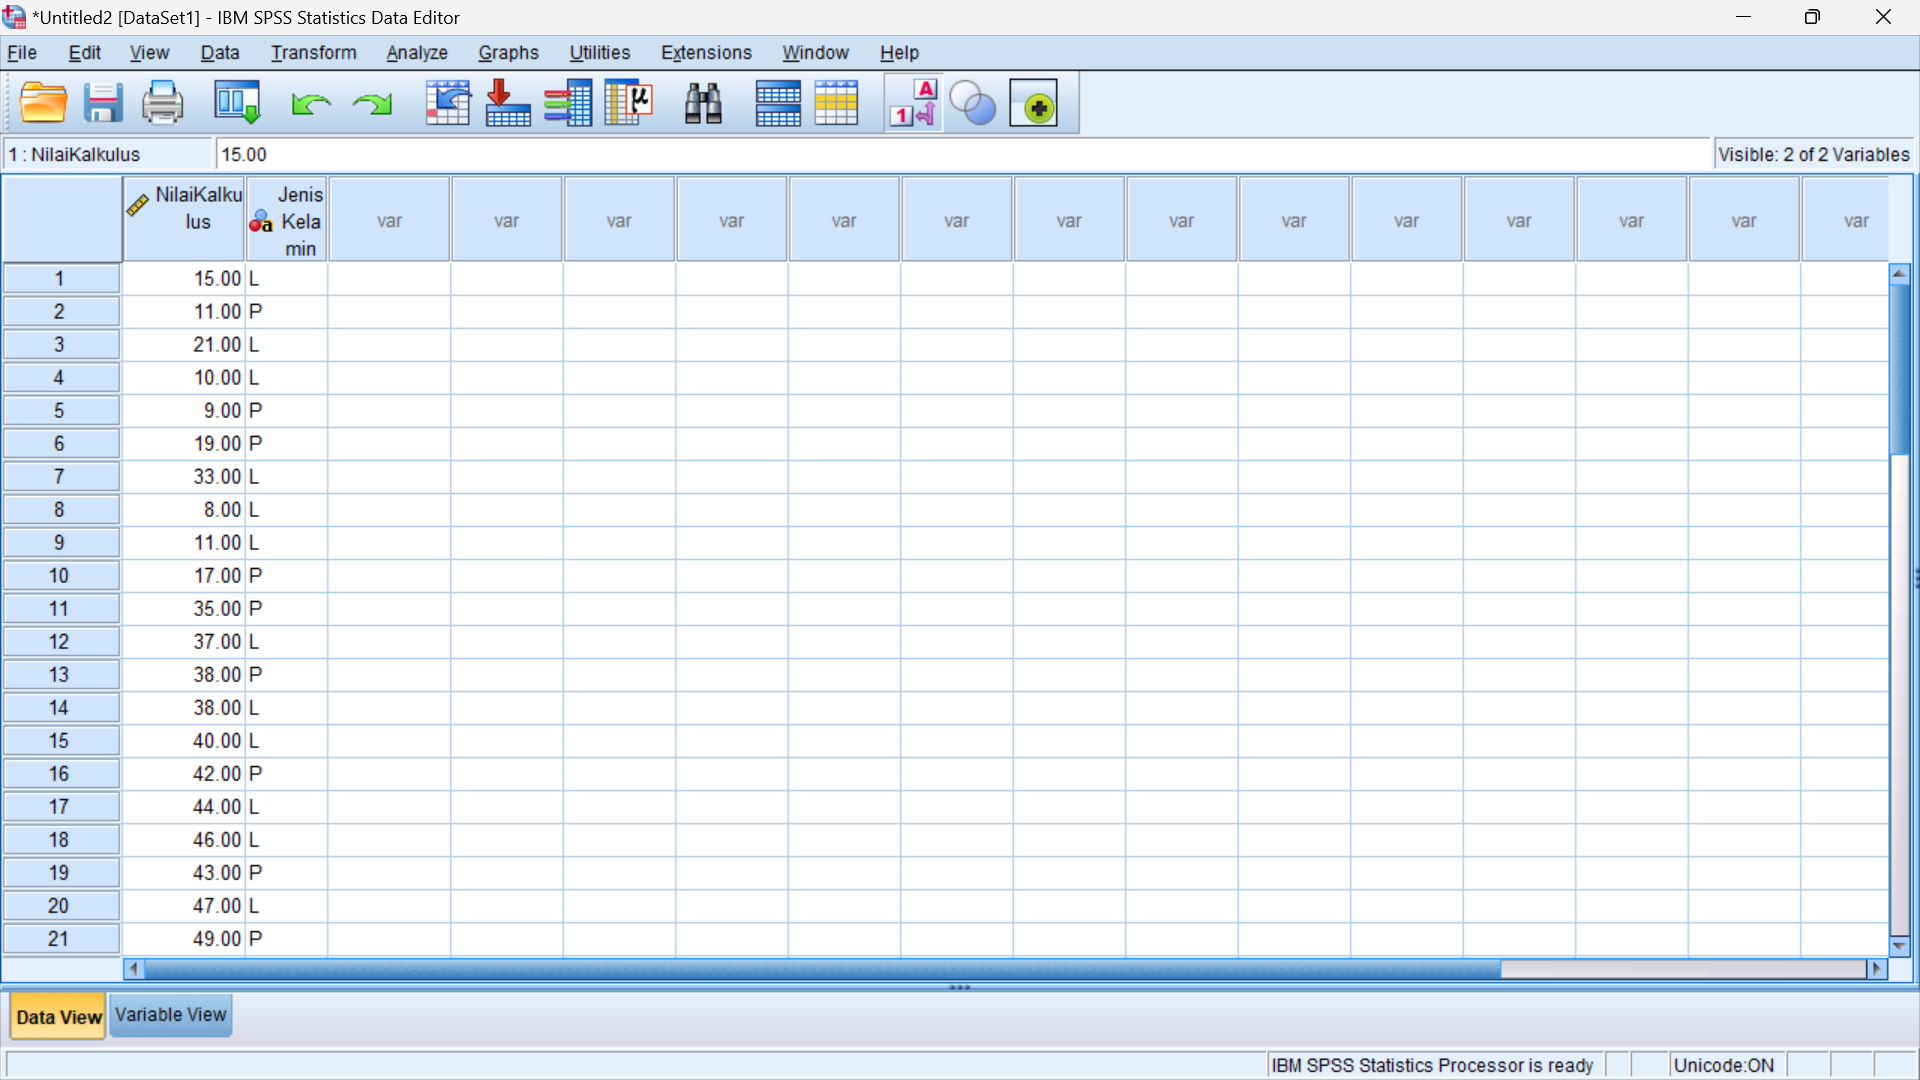 *Untitled2 [DataSet1] - IBM SPSS Statistics Data Editor
File Edit View Data Transform Analyze Graphs Utilities Extensions Window Help
1 : NilaiKalkulus 15.00 Visible: 2 of 2 Variables
NilaiKalku
lus
Jenis
Kela
min
var var var var var var var var var var var var var var
1 15.00 L
2 11.00 P
3 21.00 L
4 10.00 L
5 9.00 P
6 19.00 P
7 33.00 L
8 8.00 L
9 11.00 L
10 17.00 P
11 35.00 P
12 37.00 L
13 38.00 P
14 38.00 L
15 40.00 L
16 42.00 P
17 44.00 L
18 46.00 L
19 43.00 P
20 47.00 L
21 49.00 P
Data View Variable View
IBM SPSS Statistics Processor is ready Unicode:ON